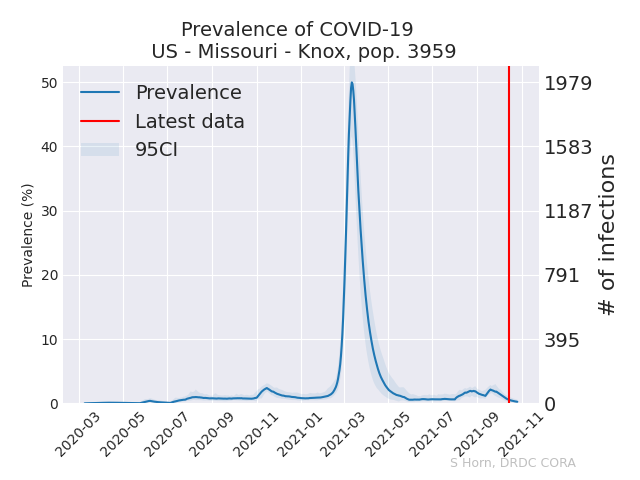 Prevalence of COVID-19
US - Missouri - Knox, pop. 3959
Prevalence
Latest data
95CI
Prevalence (%)
50
40
30
20
10
0
1979
1583
1187
791
395
0
# of infections
2020-03
2020-05
2020-07
2020-09
2020-11
2021-01
2021-03
2021-05
2021-07
2021-09
2021-11
S Horn, DRDC CORA